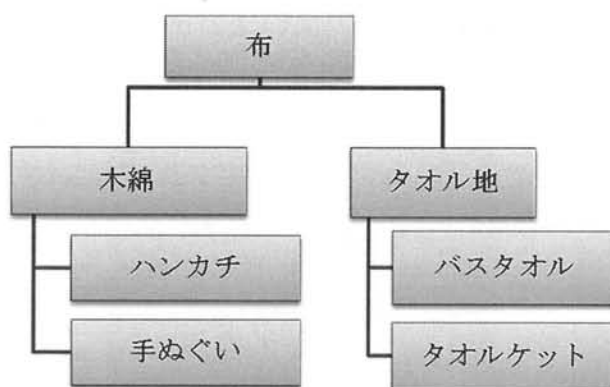 布
木綿
タオル地
ハンカチ
バスタオル
手ぬぐい
タオルケット